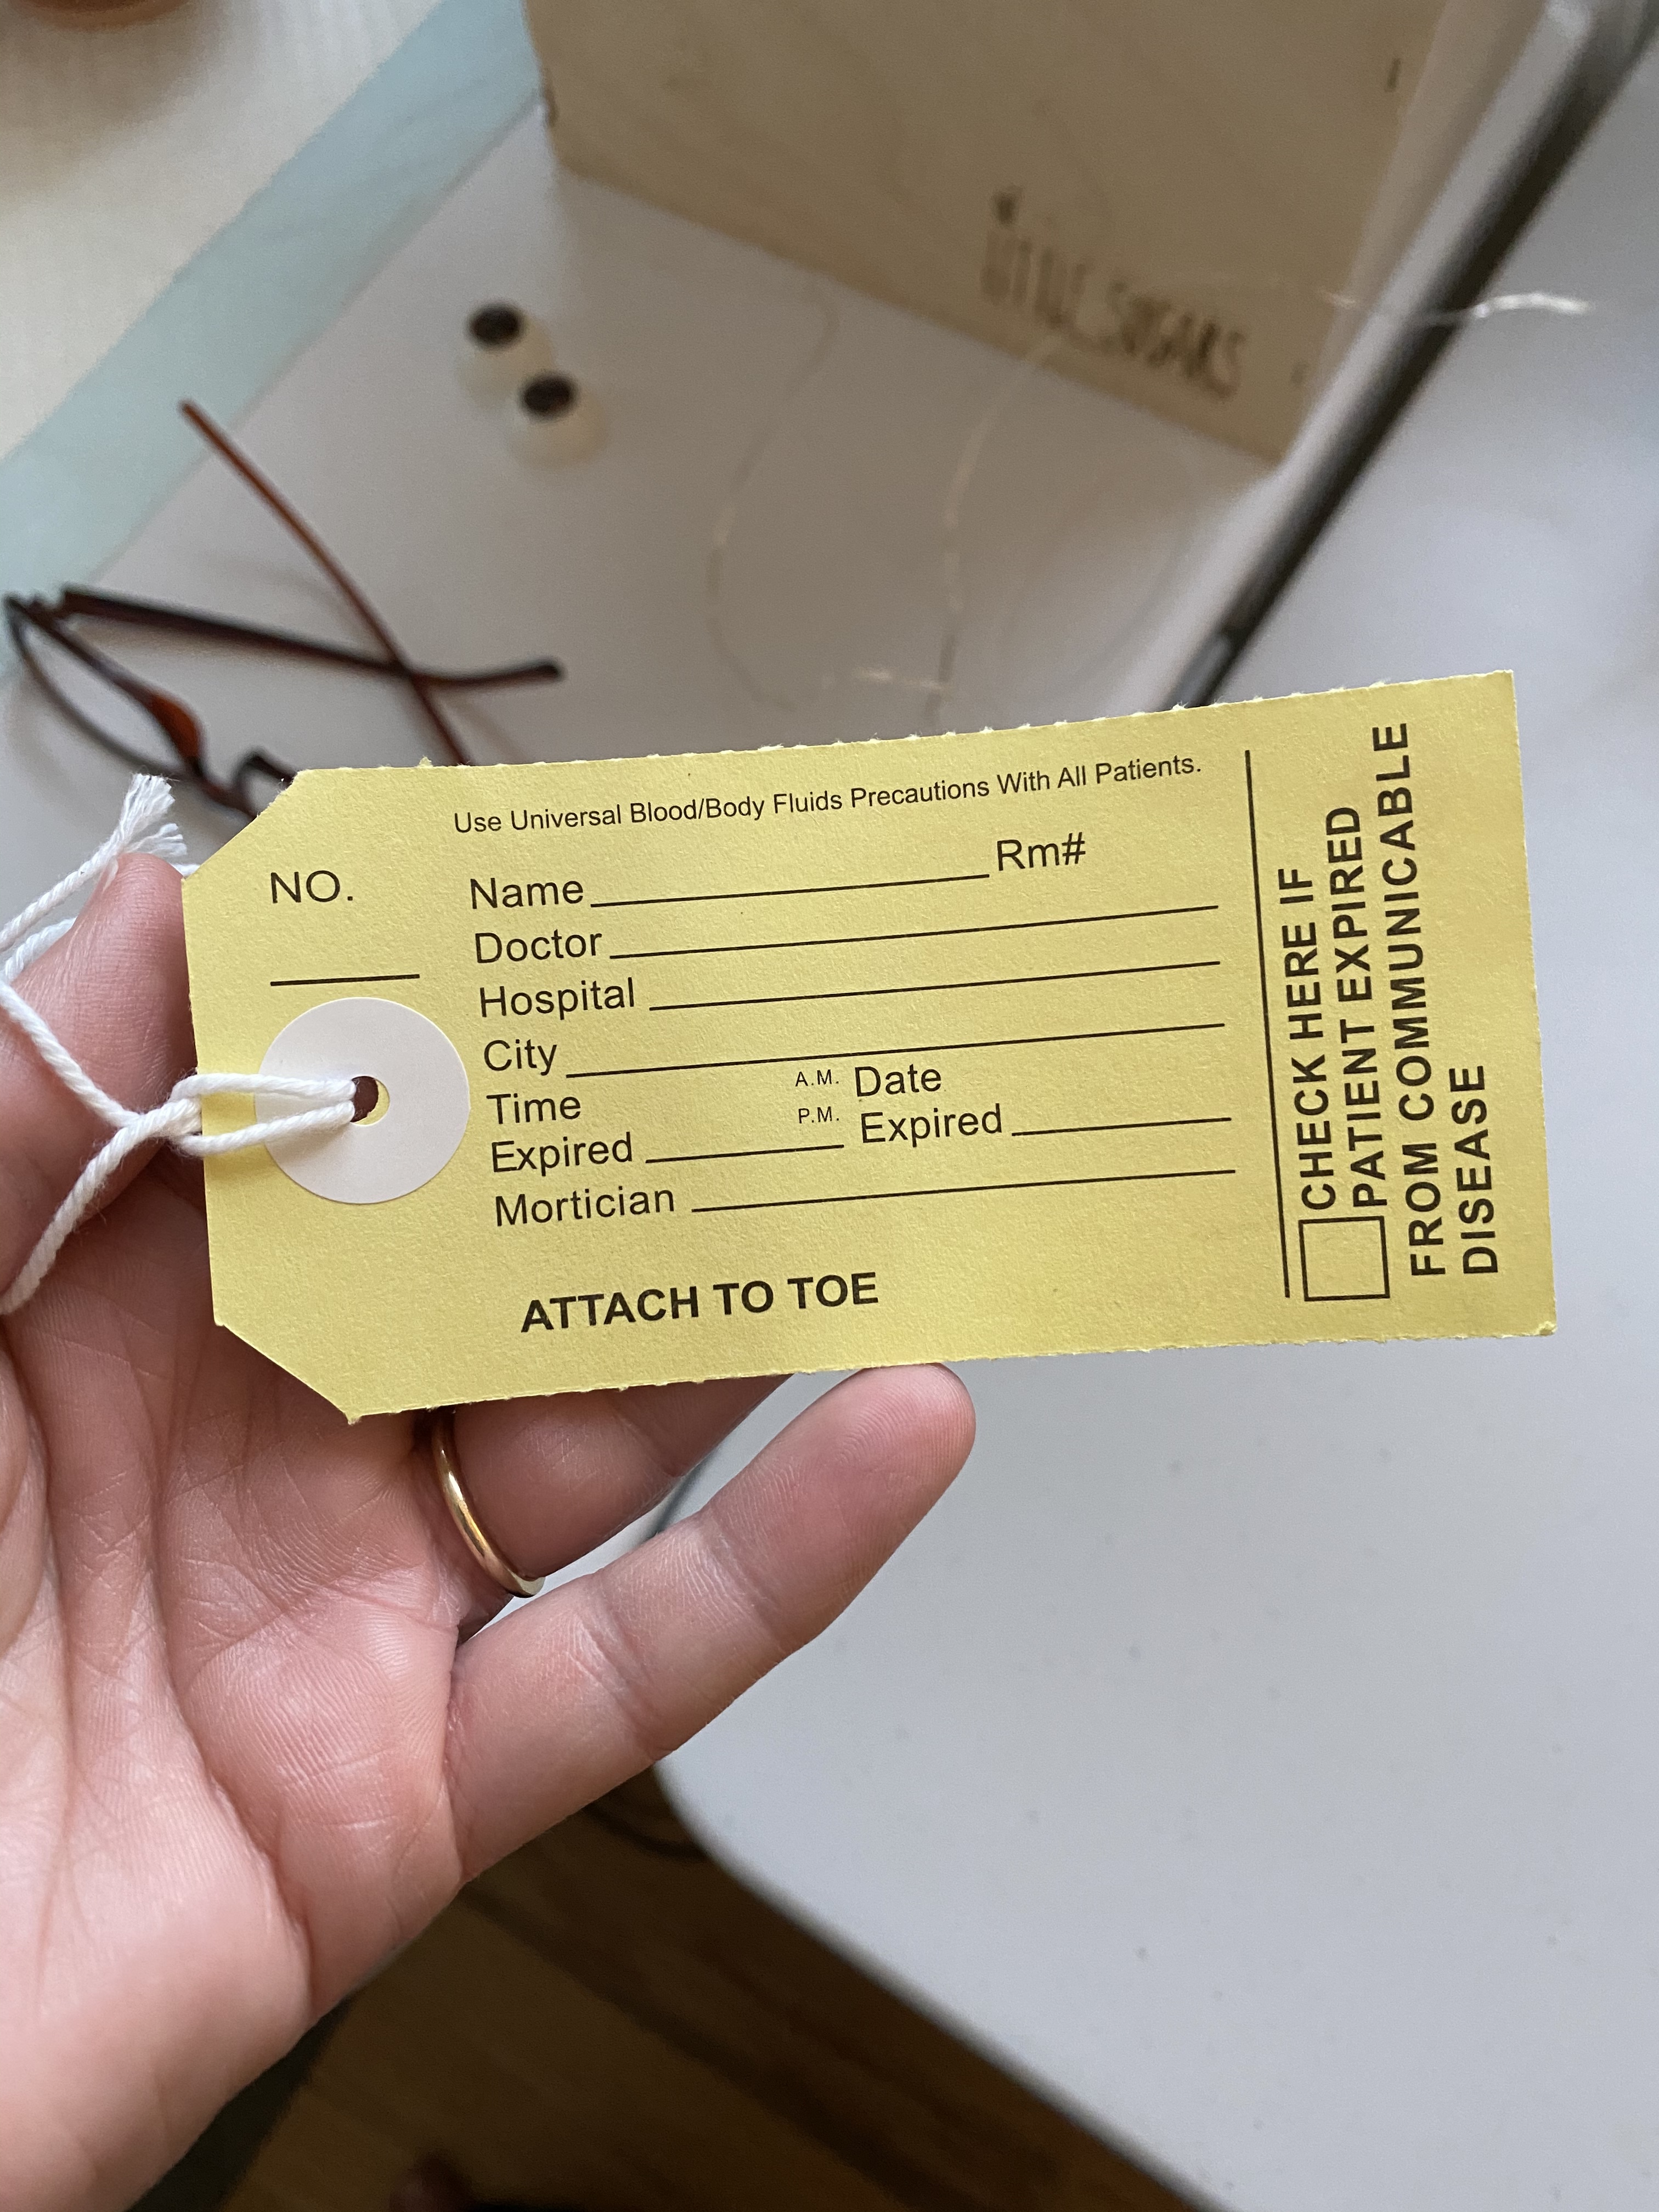 Use Universal Blood/Body Fluids Precautions With All Patients.
NO.
Name Rm#
Doctor
Hospital
City
Time A.M. Date
Expired P.M. Expired
Mortician
ATTACH TO TOE
CHECK HERE IF
PATIENT EXPIRED
FROM COMMUNICABLE
DISEASE
SUGARS